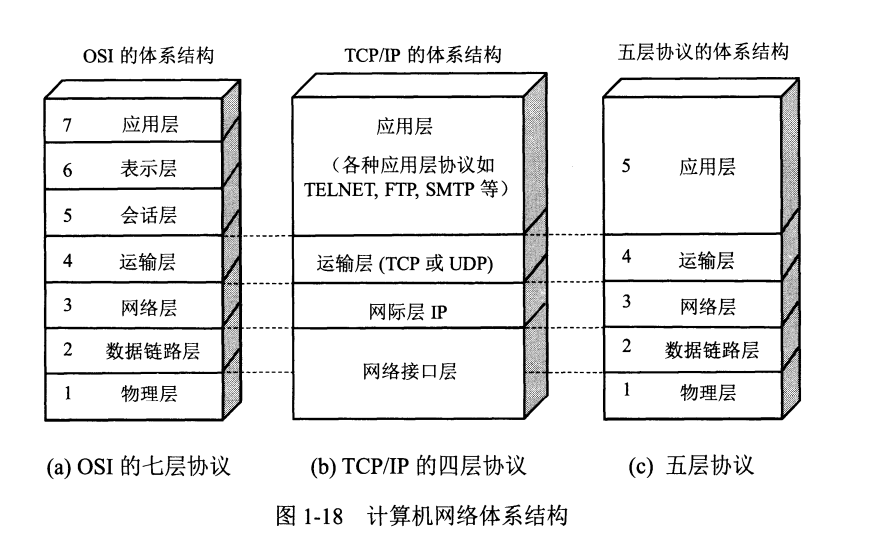 OSI 的体系结构
7 应用层
6 表示层
5 会话层
4 运输层
3 网络层
2 数据链路层
1 物理层
(a) OSI 的七层协议
TCP/IP 的体系结构
应用层
（各种应用层协议如
TELNET, FTP, SMTP 等）
运输层 (TCP 或 UDP)
网际层 IP
网络接口层
(b) TCP/IP 的四层协议
五层协议的体系结构
5 应用层
4 运输层
3 网络层
2 数据链路层
1 物理层
(c) 五层协议
图 1-18 计算机网络体系结构